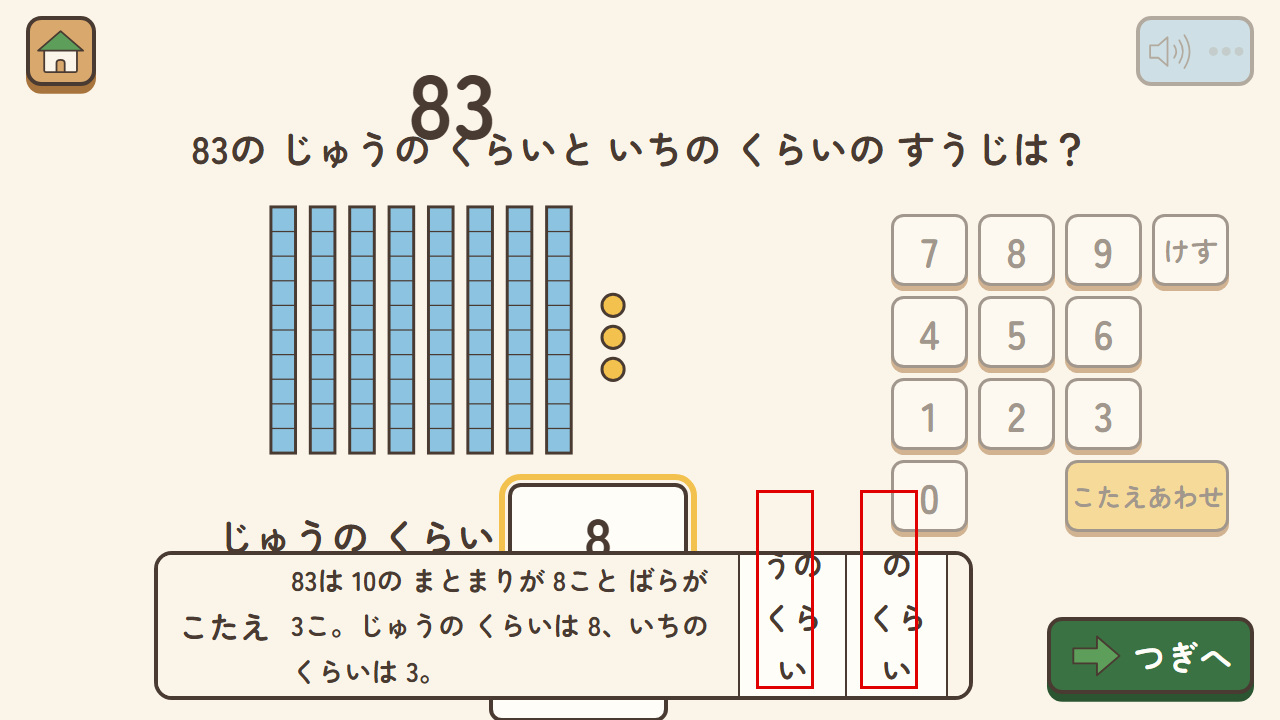 83
83の じゅうの くらいと いちの くらいの すうじは？
7
8
9
けす
4
5
6
1
2
3
0
こたえあわせ
じゅうの くらい
8
こたえ
83は 10の まとまりが 8こと ばらが
3こ。じゅうの くらいは 8、いちの
くらいは 3。
うの
くら
い
の
くら
い
つぎへ